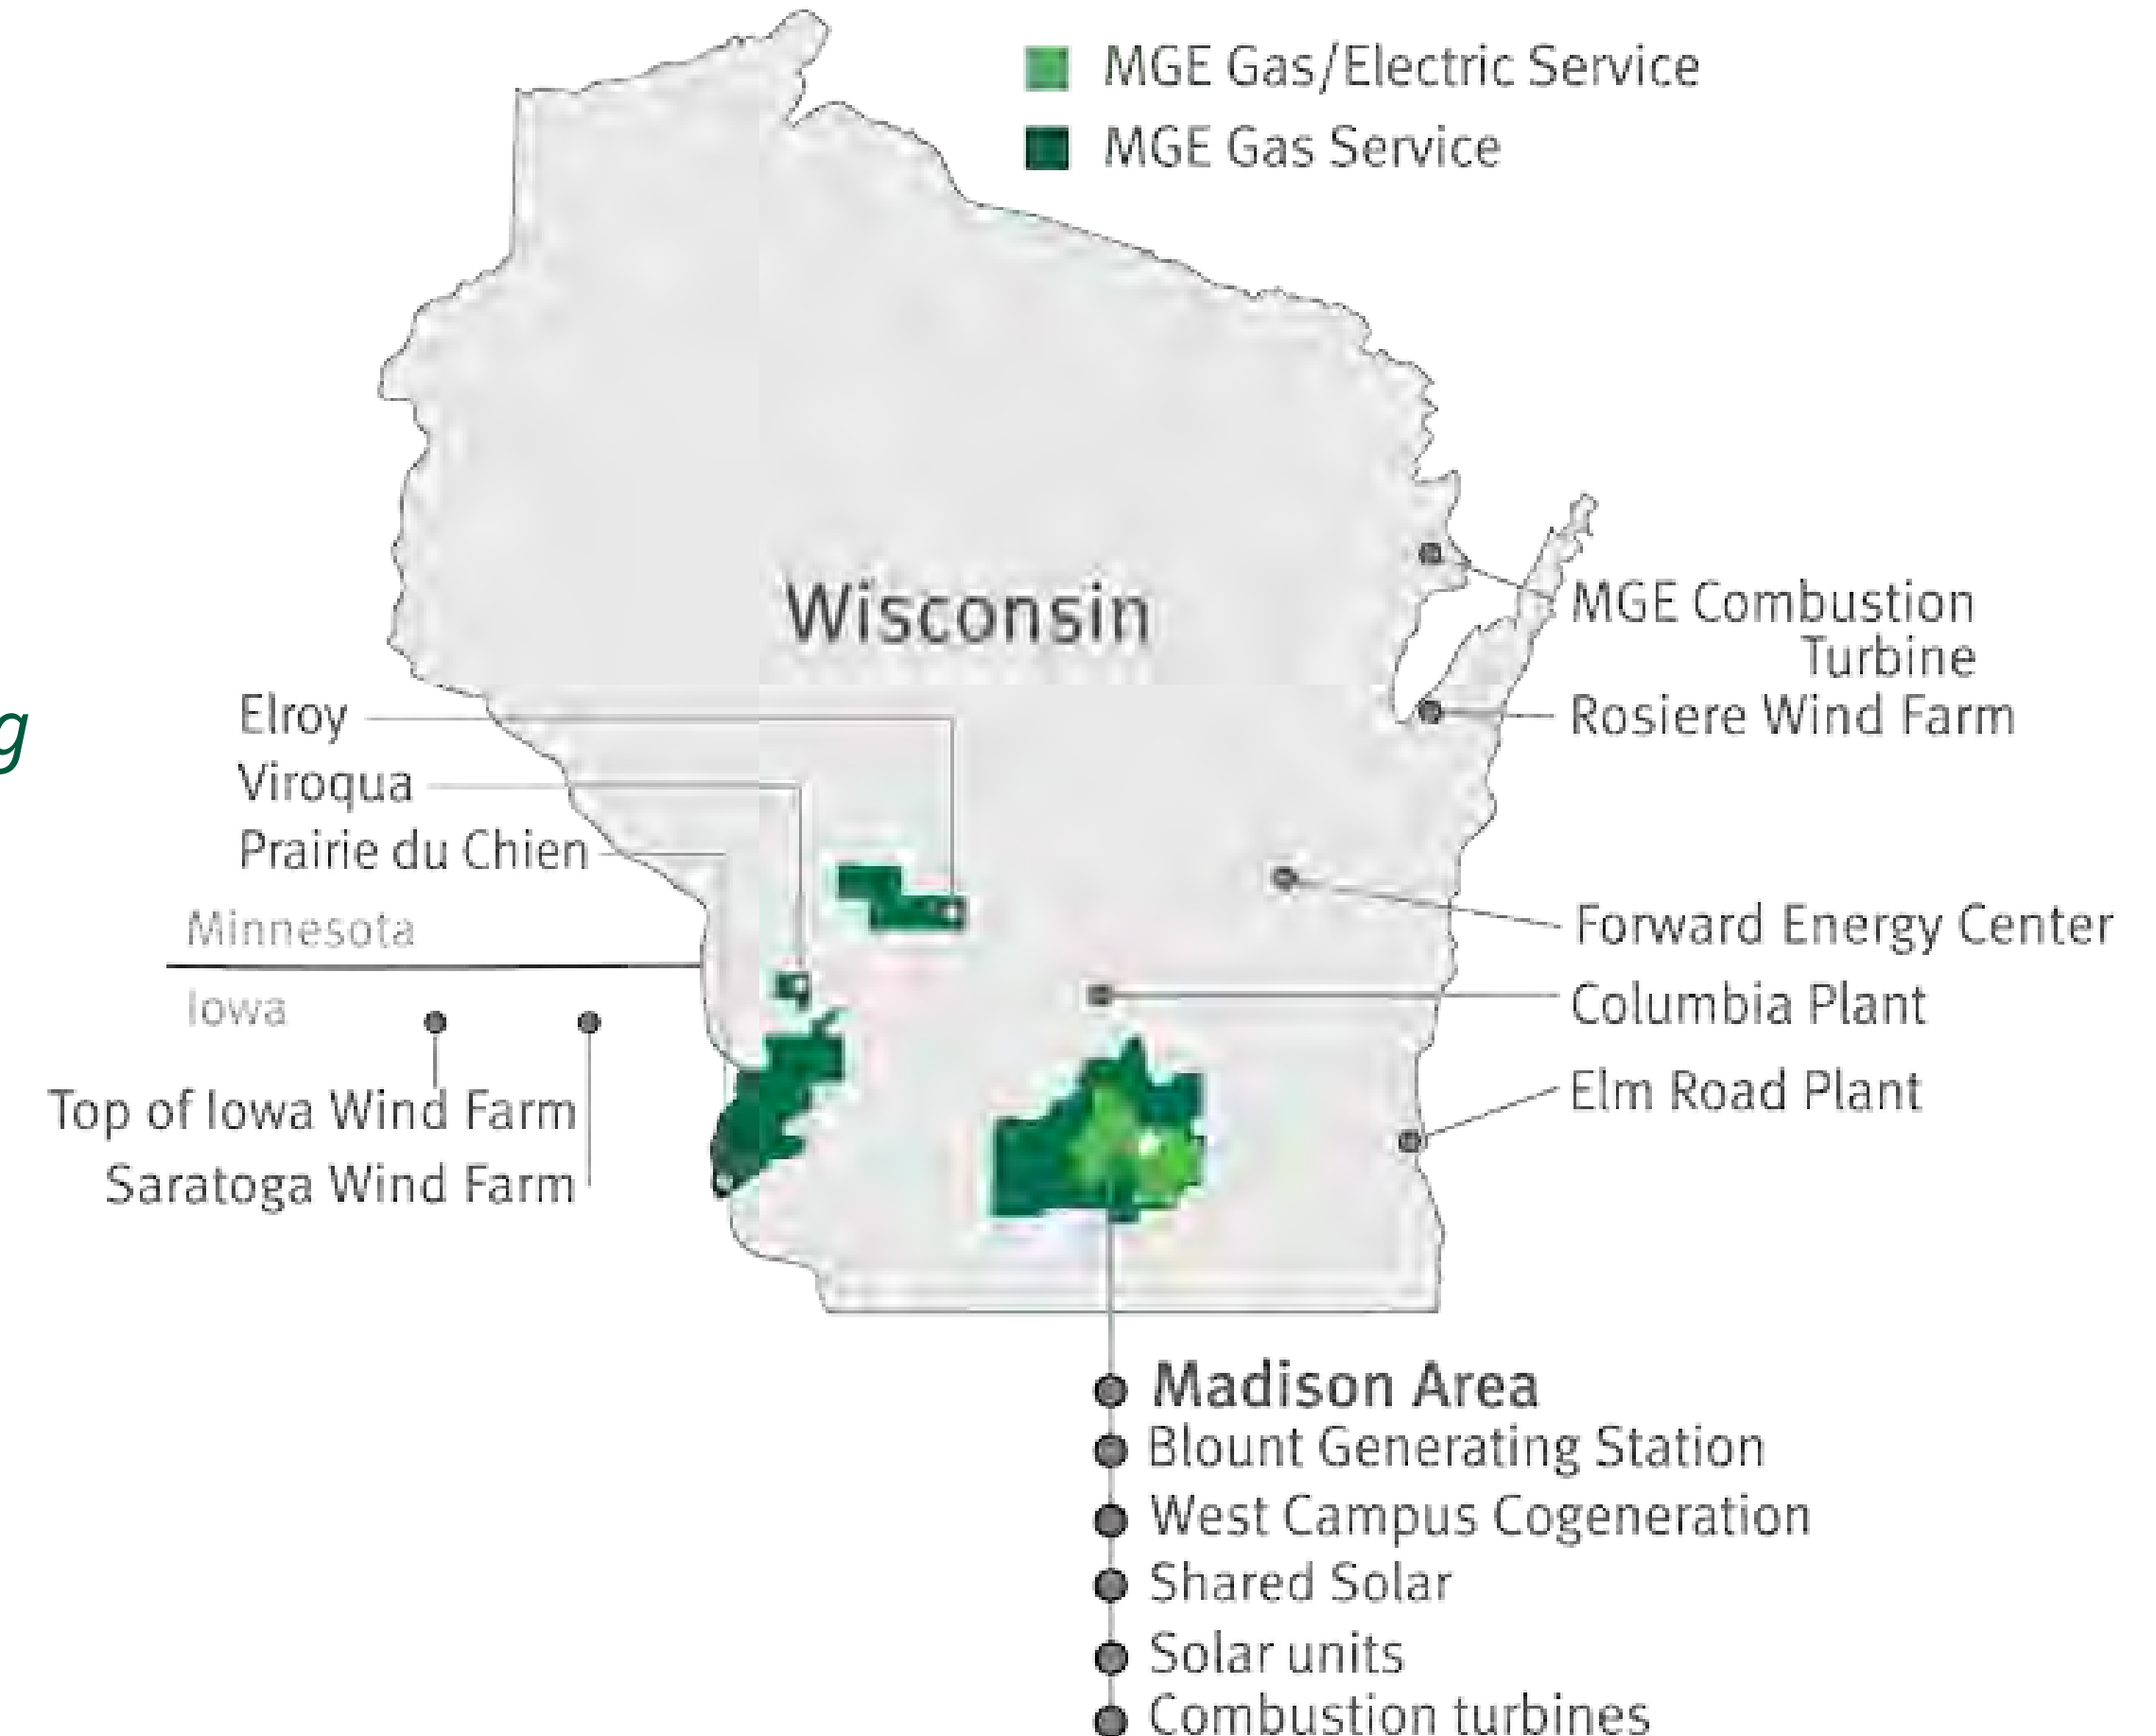 MGE Gas/Electric Service
MGE Gas Service
Wisconsin
MGE Combustion
Turbine
Rosiere Wind Farm
g
Elroy
Viroqua
Prairie du Chien
Minnesota
Iowa
Top of Iowa Wind Farm
Saratoga Wind Farm
Forward Energy Center
Columbia Plant
Elm Road Plant
Madison Area
Blount Generating Station
West Campus Cogeneration
Shared Solar
Solar units
Combustion turbines